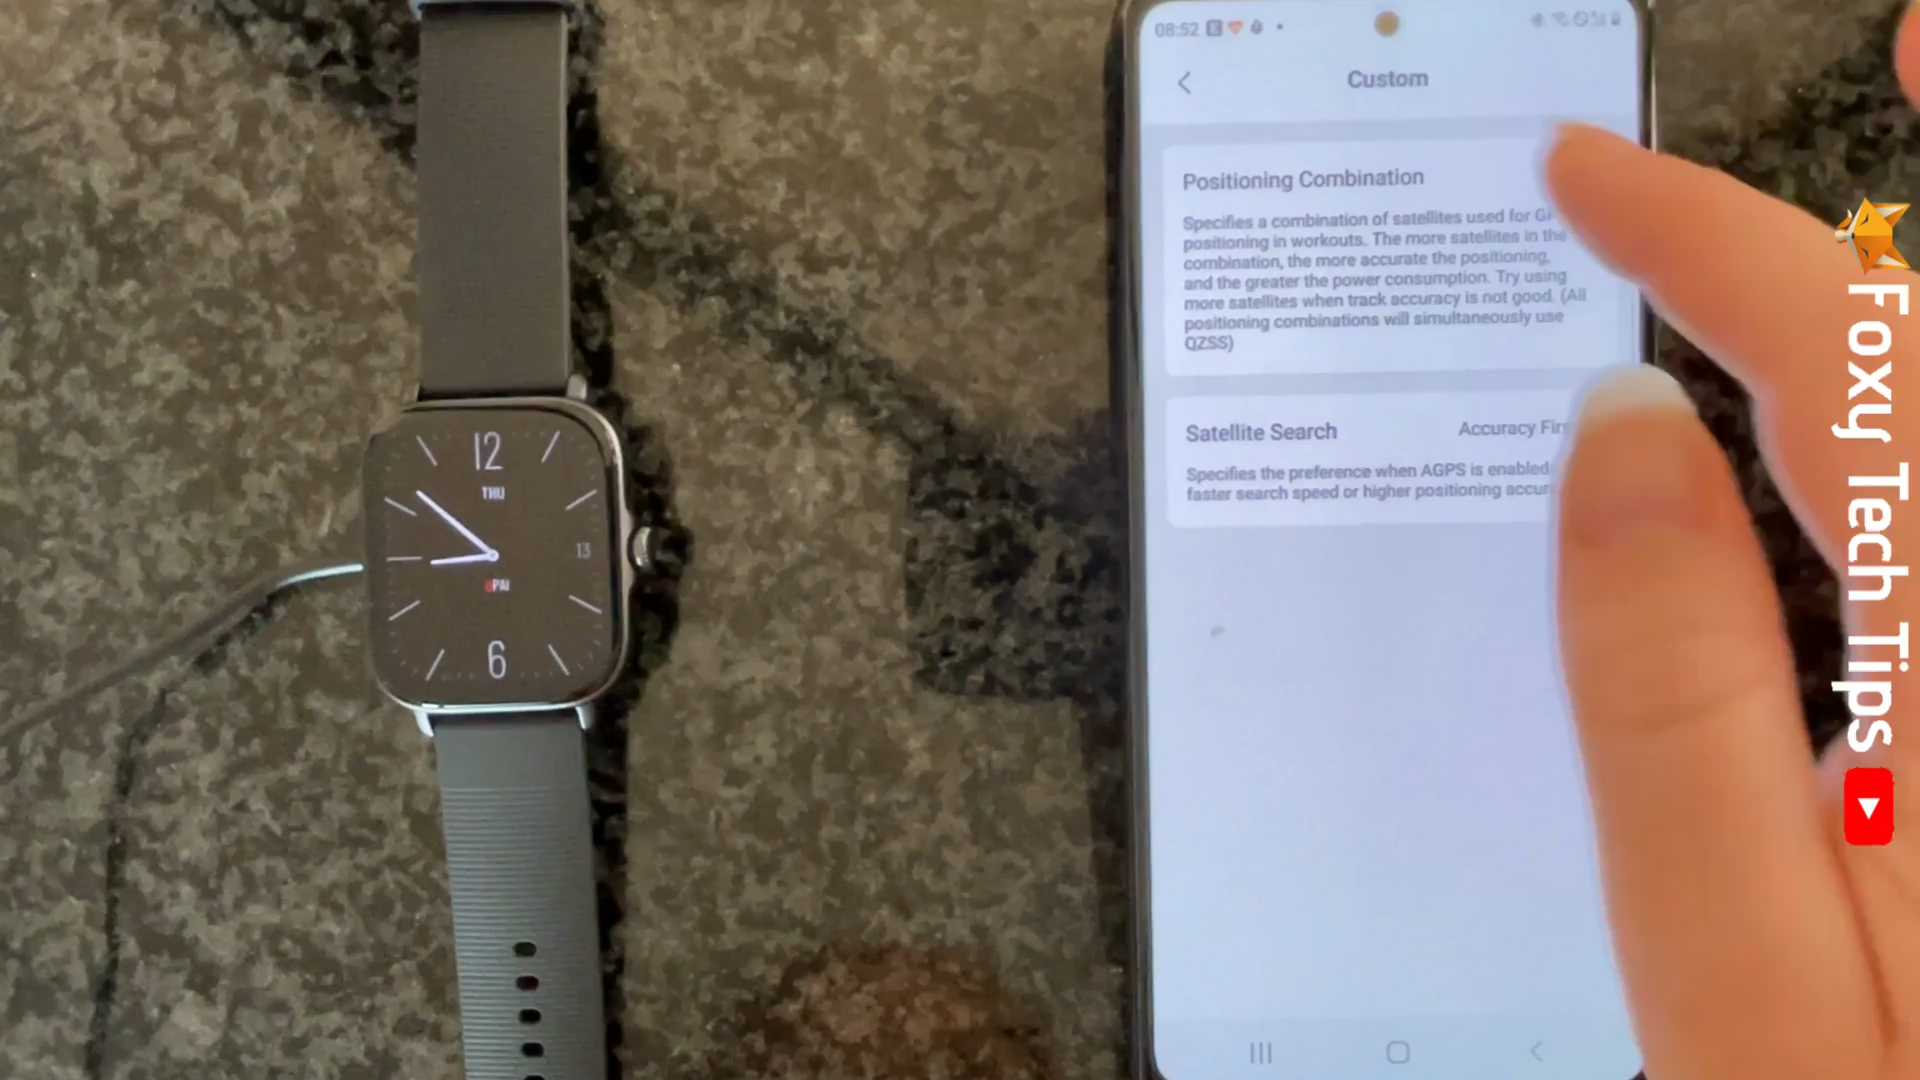 12
THU
13
PAI
6
08:52
Custom
Positioning Combination
Specifies a combination of satellites used for
positioning in workouts. The more satellites in the
combination, the more accurate the positioning,
and the greater the power consumption. Try using
more satellites when track accuracy is not good. (All
positioning combinations will simultaneously use
QZSS)
Satellite Search
Accuracy
Specifies the preference when AGPS is enabled
faster search speed or higher positioning
Foxy Tech Tips